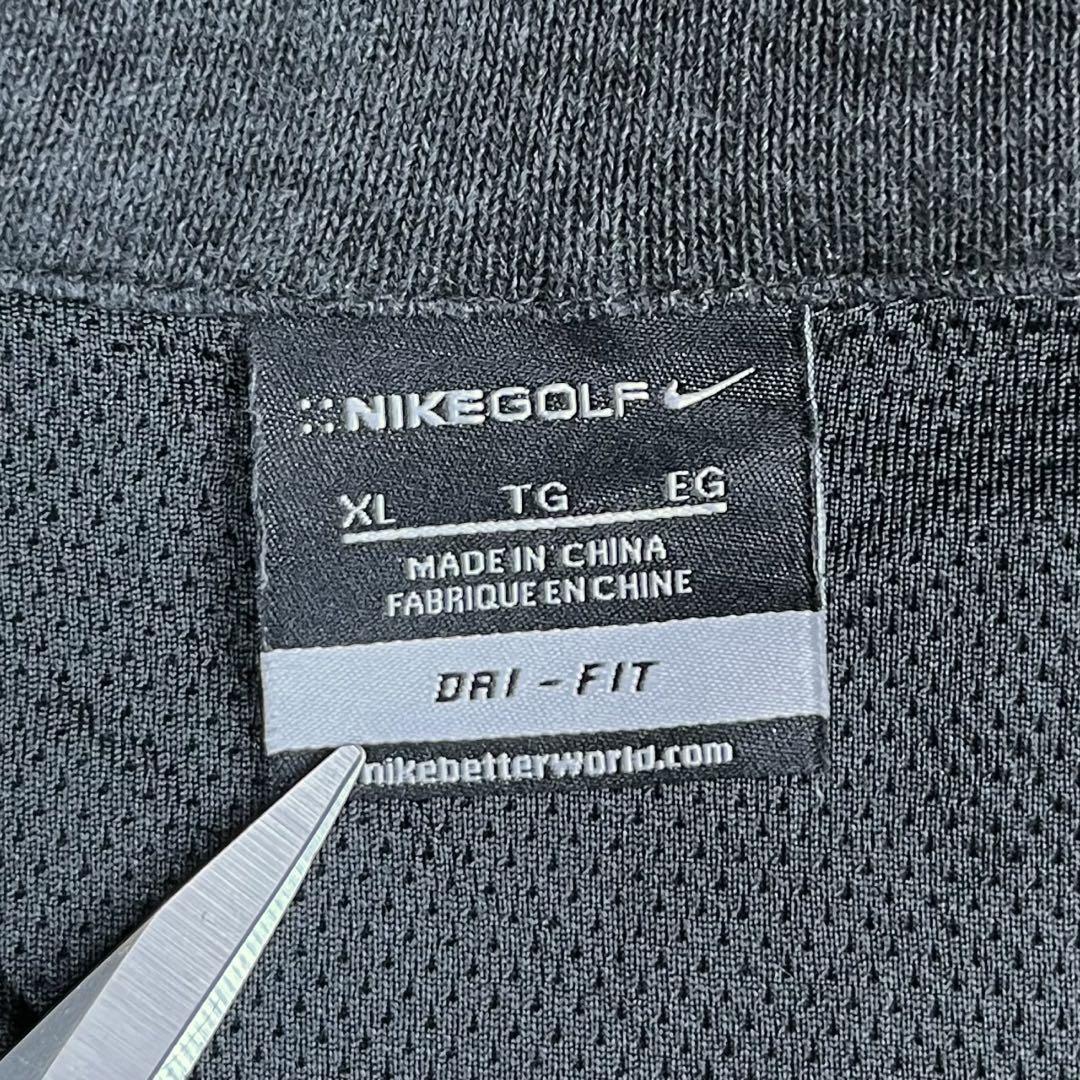 NIKEGOLF
XL TG EG
MADE IN CHINA
FABRIQUE EN CHINE
DRI-FIT
nikebetterworld.com